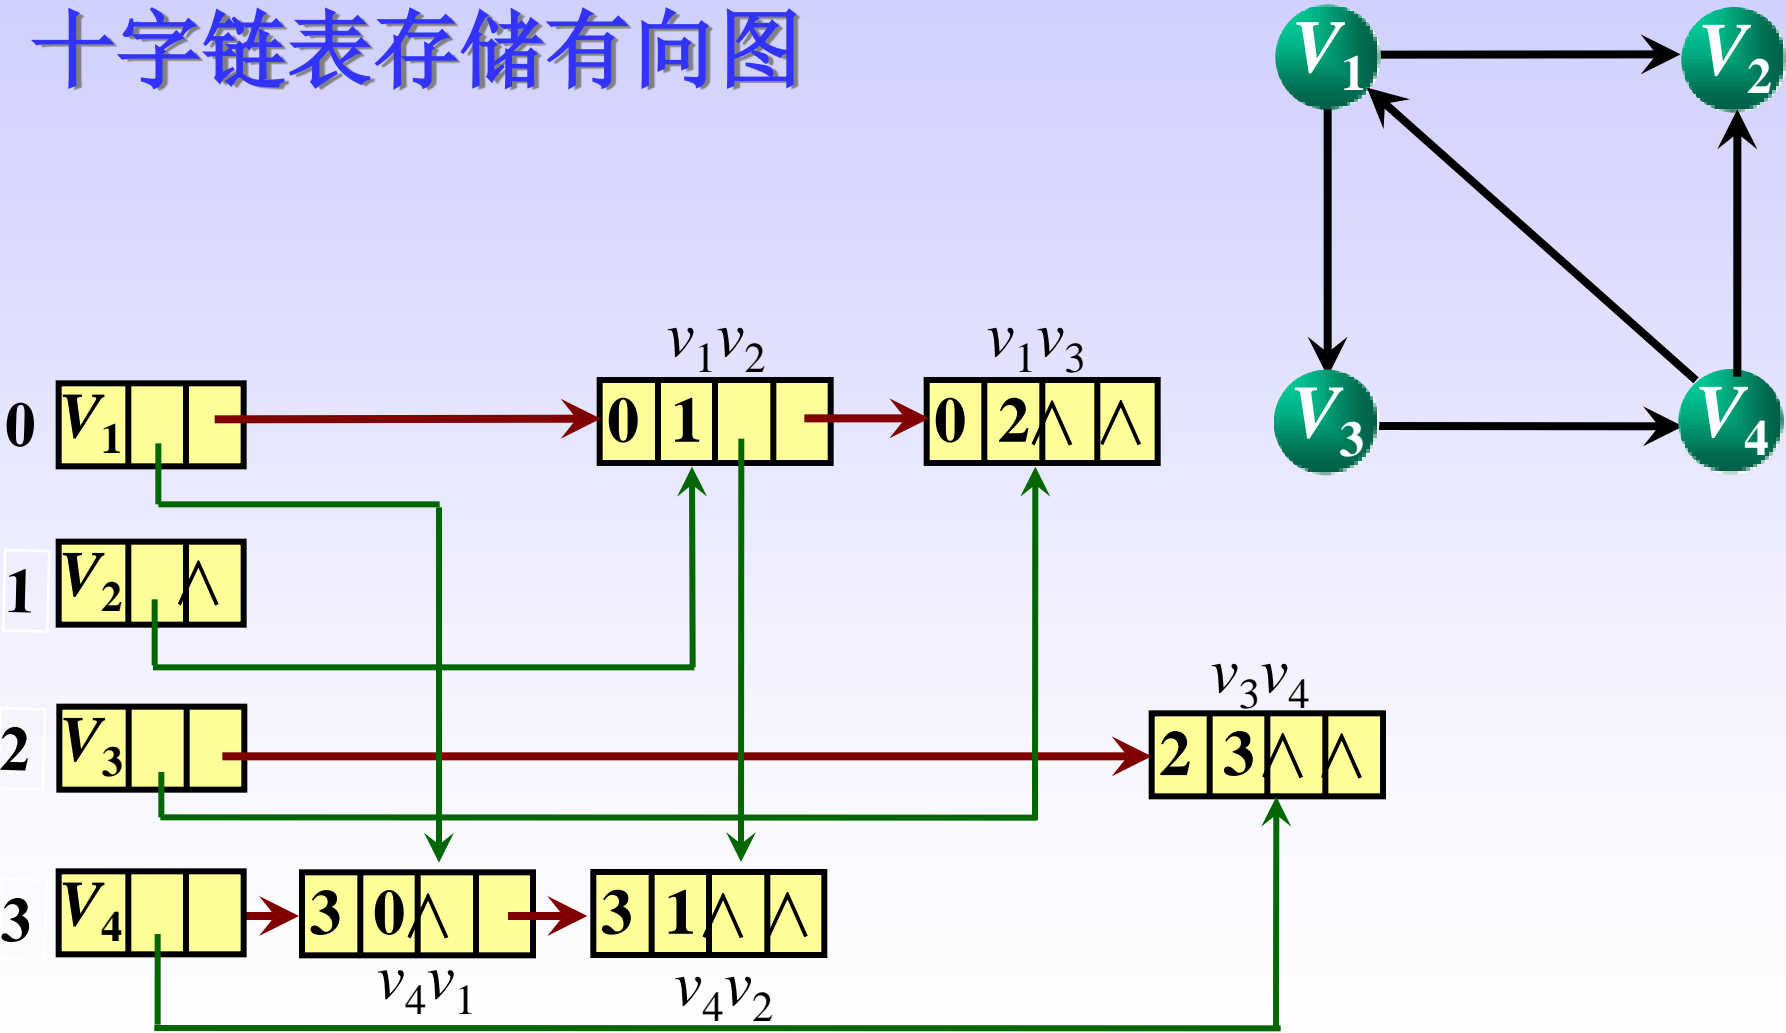 十字链表存储有向图
V1 V2
V3 V4
v1v2 v1v3
0 V1 0 1 0 2 ∧ ∧
1 V2 ∧
v3v4
2 V3 2 3 ∧ ∧
3 V4 3 0 ∧ 3 1 ∧ ∧
v4v1 v4v2